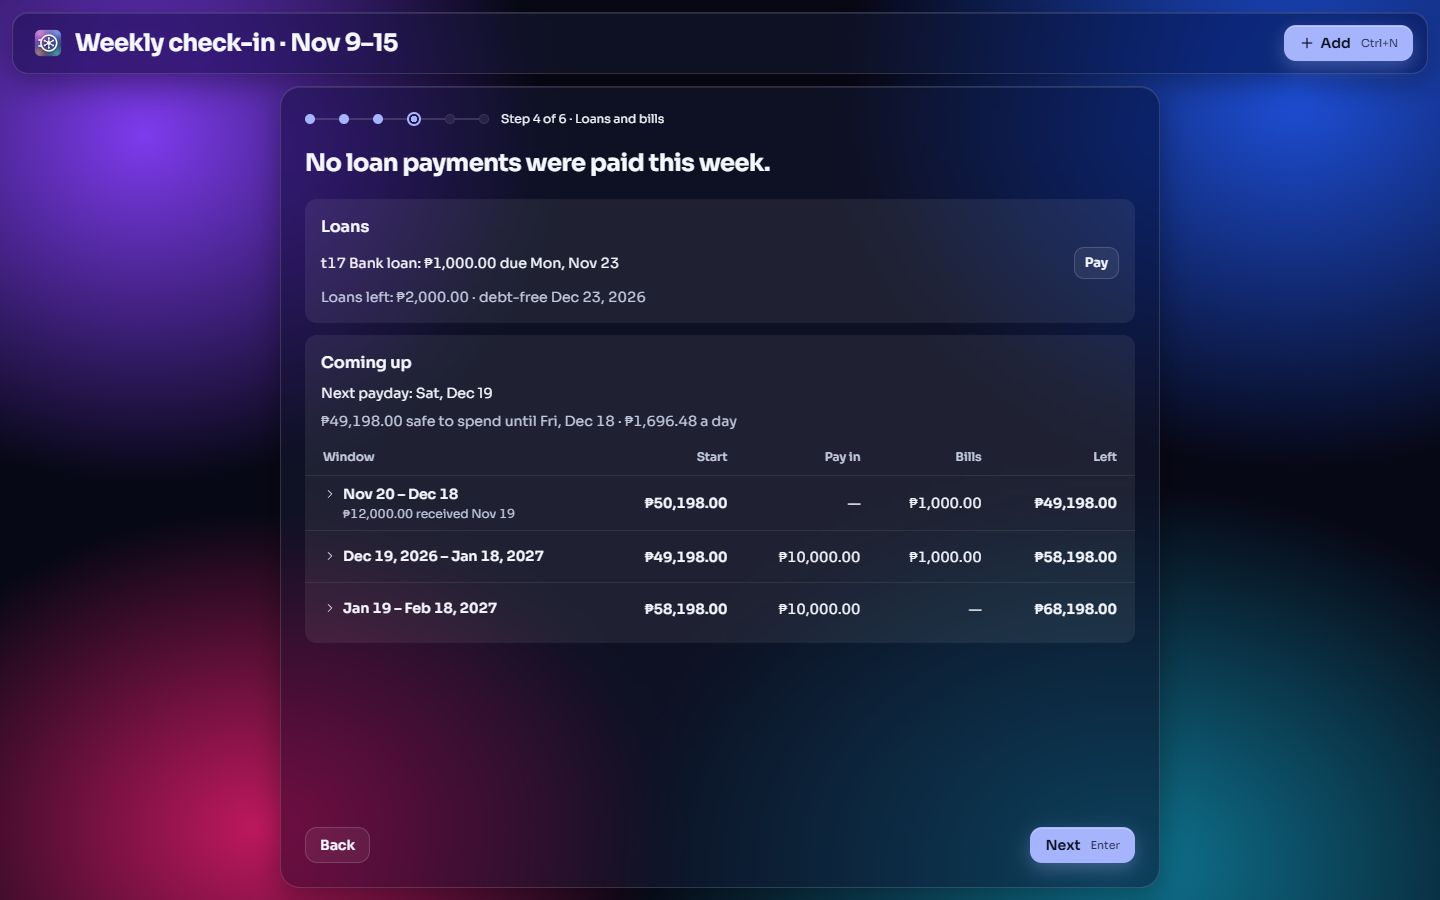 Weekly check-in · Nov 9–15
+ Add Ctrl+N
Step 4 of 6 · Loans and bills
No loan payments were paid this week.
Loans
t17 Bank loan: ₱1,000.00 due Mon, Nov 23
Pay
Loans left: ₱2,000.00 · debt-free Dec 23, 2026
Coming up
Next payday: Sat, Dec 19
₱49,198.00 safe to spend until Fri, Dec 18 · ₱1,696.48 a day
Window Start Pay in Bills Left
Nov 20 – Dec 18 ₱50,198.00 — ₱1,000.00 ₱49,198.00
₱12,000.00 received Nov 19
Dec 19, 2026 – Jan 18, 2027 ₱49,198.00 ₱10,000.00 ₱1,000.00 ₱58,198.00
Jan 19 – Feb 18, 2027 ₱58,198.00 ₱10,000.00 — ₱68,198.00
Back
Next Enter